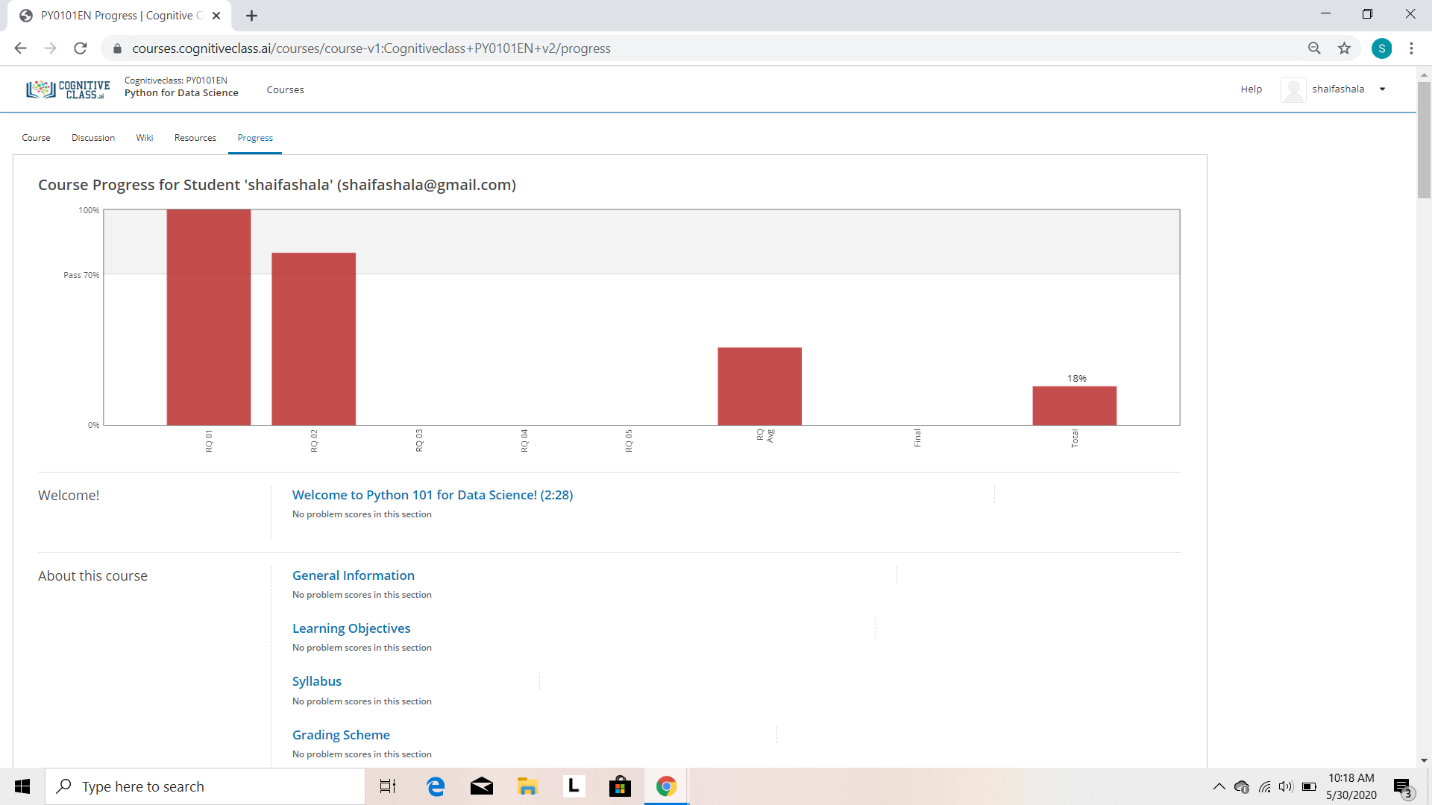 PY0101EN Progress | Cognitive C
courses.cognitiveclass.ai/courses/course-v1:Cognitiveclass+PY0101EN+v2/progress
S
COGNITIVE
CLASS.ai
Cognitiveclass: PY0101EN
Python for Data Science
Courses
Help
shaifashala
Course
Discussion
Wiki
Resources
Progress
Course Progress for Student 'shaifashala' (shaifashala@gmail.com)
100%
Pass 70%
0%
18%
RQ 01
RQ 02
RQ 03
RQ 04
RQ 05
RQ
Avg
Final
Total
Welcome!
Welcome to Python 101 for Data Science! (2:28)
No problem scores in this section
About this course
General Information
No problem scores in this section
Learning Objectives
No problem scores in this section
Syllabus
No problem scores in this section
Grading Scheme
No problem scores in this section
Type here to search
L
10:18 AM
5/30/2020
3